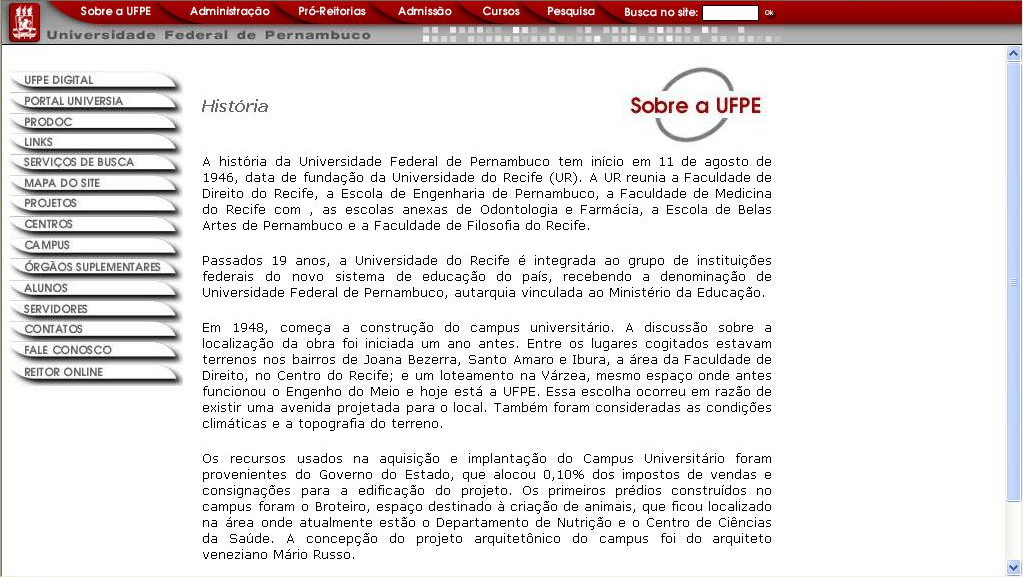 Sobre a UFPE Administração Pró-Reitorias Admissão Cursos Pesquisa Busca no site: ok
Universidade Federal de Pernambuco
UFPE DIGITAL
PORTAL UNIVERSIA
PRODOC
LINKS
SERVIÇOS DE BUSCA
MAPA DO SITE
PROJETOS
CENTROS
CAMPUS
ÓRGÃOS SUPLEMENTARES
ALUNOS
SERVIDORES
CONTATOS
FALE CONOSCO
REITOR ONLINE
História
Sobre a UFPE
A história da Universidade Federal de Pernambuco tem início em 11 de agosto de
1946, data de fundação da Universidade do Recife (UR). A UR reunia a Faculdade de
Direito do Recife, a Escola de Engenharia de Pernambuco, a Faculdade de Medicina
do Recife com , as escolas anexas de Odontologia e Farmácia, a Escola de Belas
Artes de Pernambuco e a Faculdade de Filosofia do Recife.
Passados 19 anos, a Universidade do Recife é integrada ao grupo de instituições
federais do novo sistema de educação do país, recebendo a denominação de
Universidade Federal de Pernambuco, autarquia vinculada ao Ministério da Educação.
Em 1948, começa a construção do campus universitário. A discussão sobre a
localização da obra foi iniciada um ano antes. Entre os lugares cogitados estavam
terrenos nos bairros de Joana Bezerra, Santo Amaro e Ibura, a área da Faculdade de
Direito, no Centro do Recife; e um loteamento na Várzea, mesmo espaço onde antes
funcionou o Engenho do Meio e hoje está a UFPE. Essa escolha ocorreu em razão de
existir uma avenida projetada para o local. Também foram consideradas as condições
climáticas e a topografia do terreno.
Os recursos usados na aquisição e implantação do Campus Universitário foram
provenientes do Governo do Estado, que alocou 0,10% dos impostos de vendas e
consignações para a edificação do projeto. Os primeiros prédios construídos no
campus foram o Broteiro, espaço destinado à criação de animais, que ficou localizado
na área onde atualmente estão o Departamento de Nutrição e o Centro de Ciências
da Saúde. A concepção do projeto arquitetônico do campus foi do arquiteto
veneziano Mário Russo.